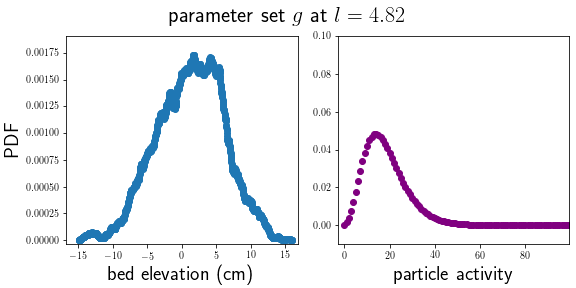 parameter set g at l = 4.82
PDF
0.00175
0.00150
0.00125
0.00100
0.00075
0.00050
0.00025
0.00000
−15 −10 −5 0 5 10 15
bed elevation (cm)
0.10
0.08
0.06
0.04
0.02
0.00
0 20 40 60 80
particle activity